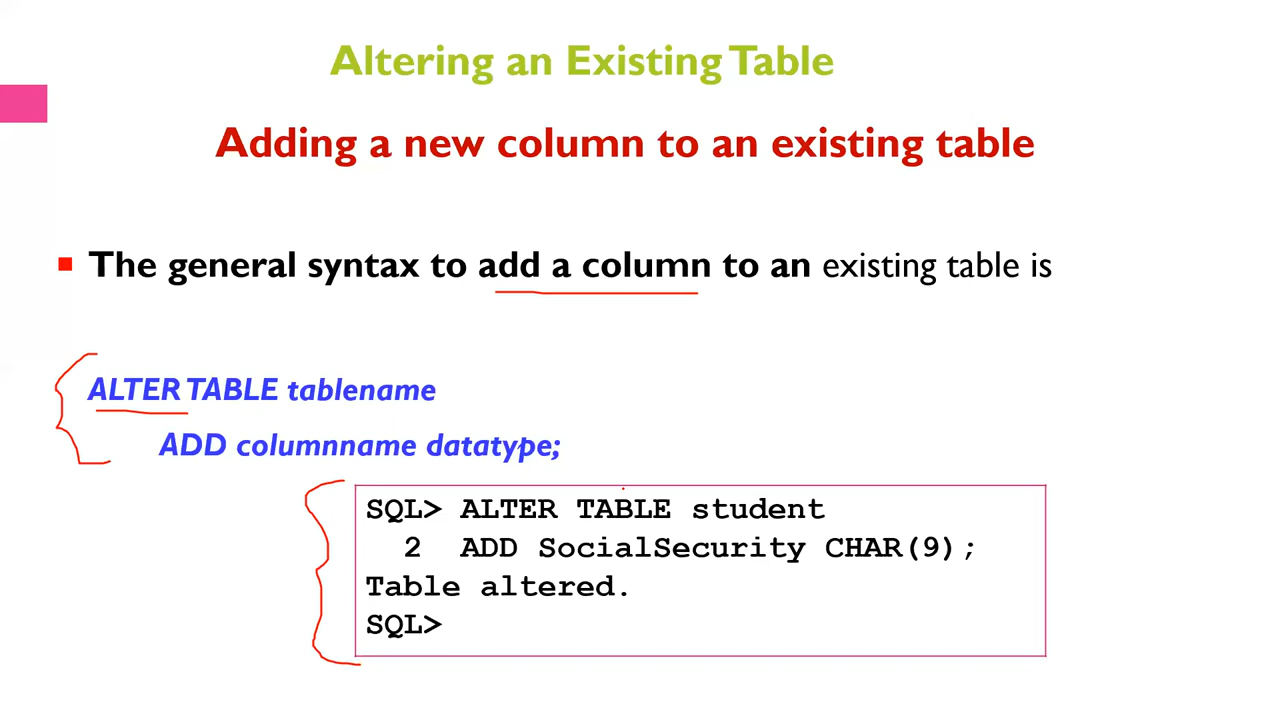 Altering an Existing Table
Adding a new column to an existing table
The general syntax to add a column to an existing table is
ALTER TABLE tablename
ADD columnname datatype;
SQL> ALTER TABLE student
2 ADD SocialSecurity CHAR(9);
Table altered.
SQL>